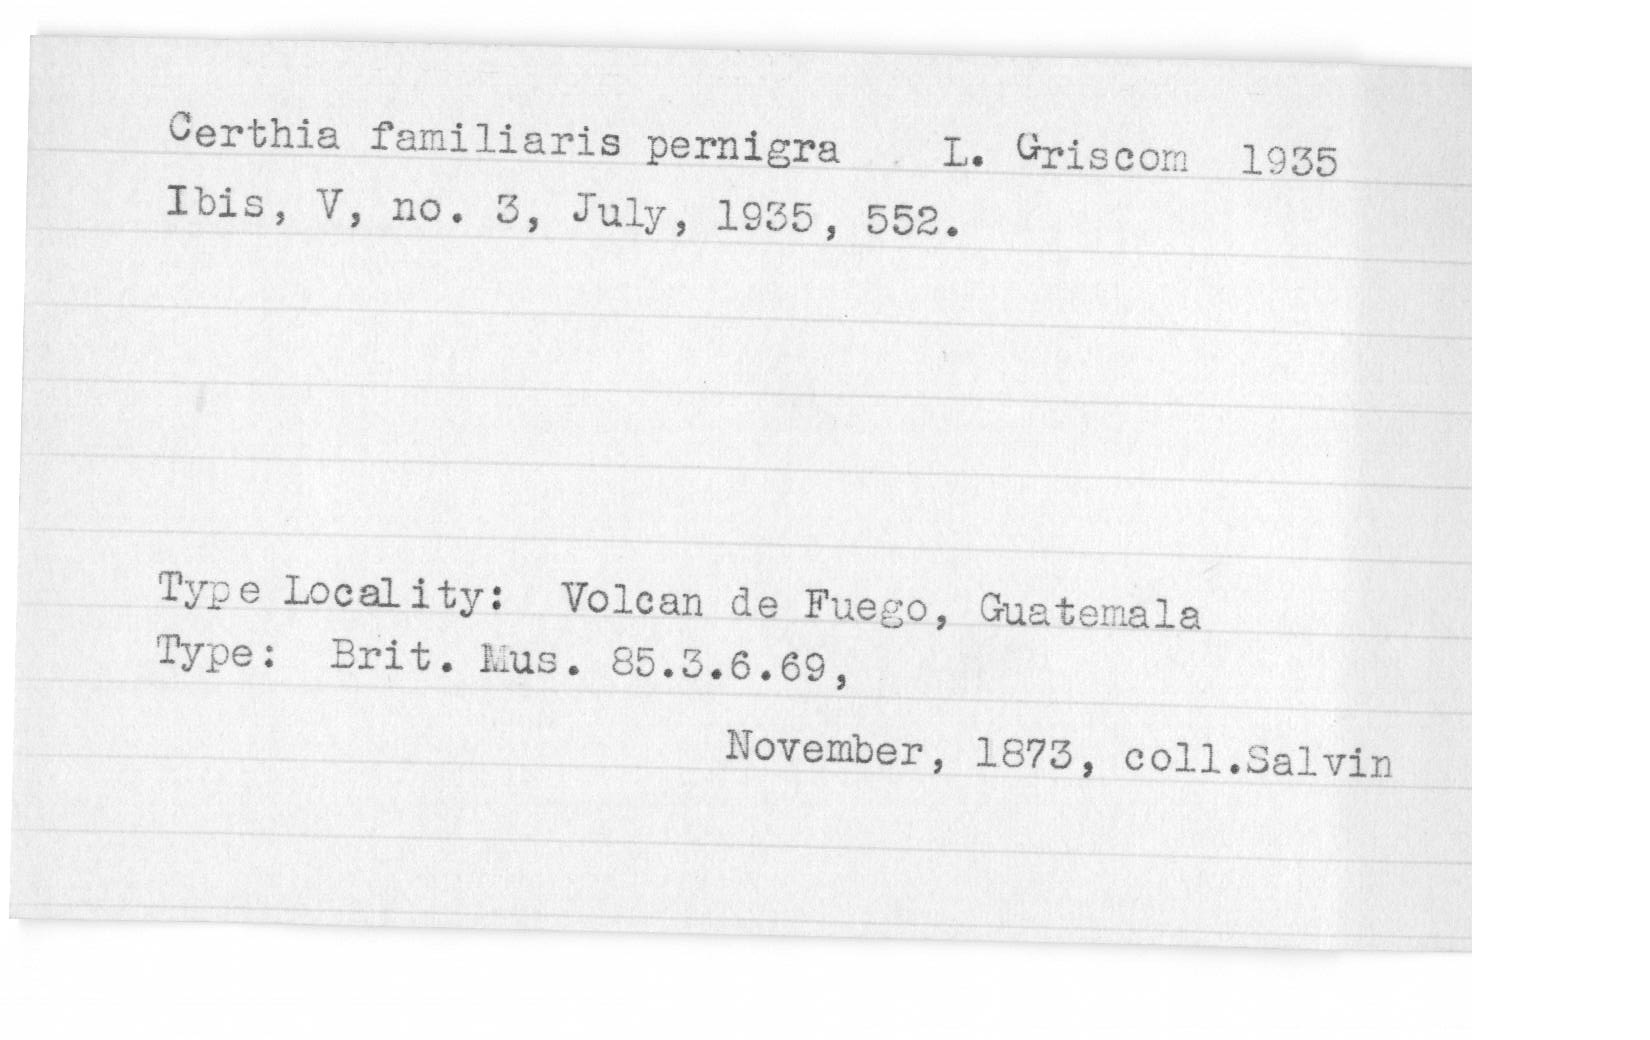 Certhia familiaris pernigra L. Griscom 1935
Ibis, V, no. 3, July, 1935, 552.
Type Locality: Volcan de Fuego, Guatemala
Type: Brit. Mus. 85.3.6.69,
November, 1873, coll.Salvin